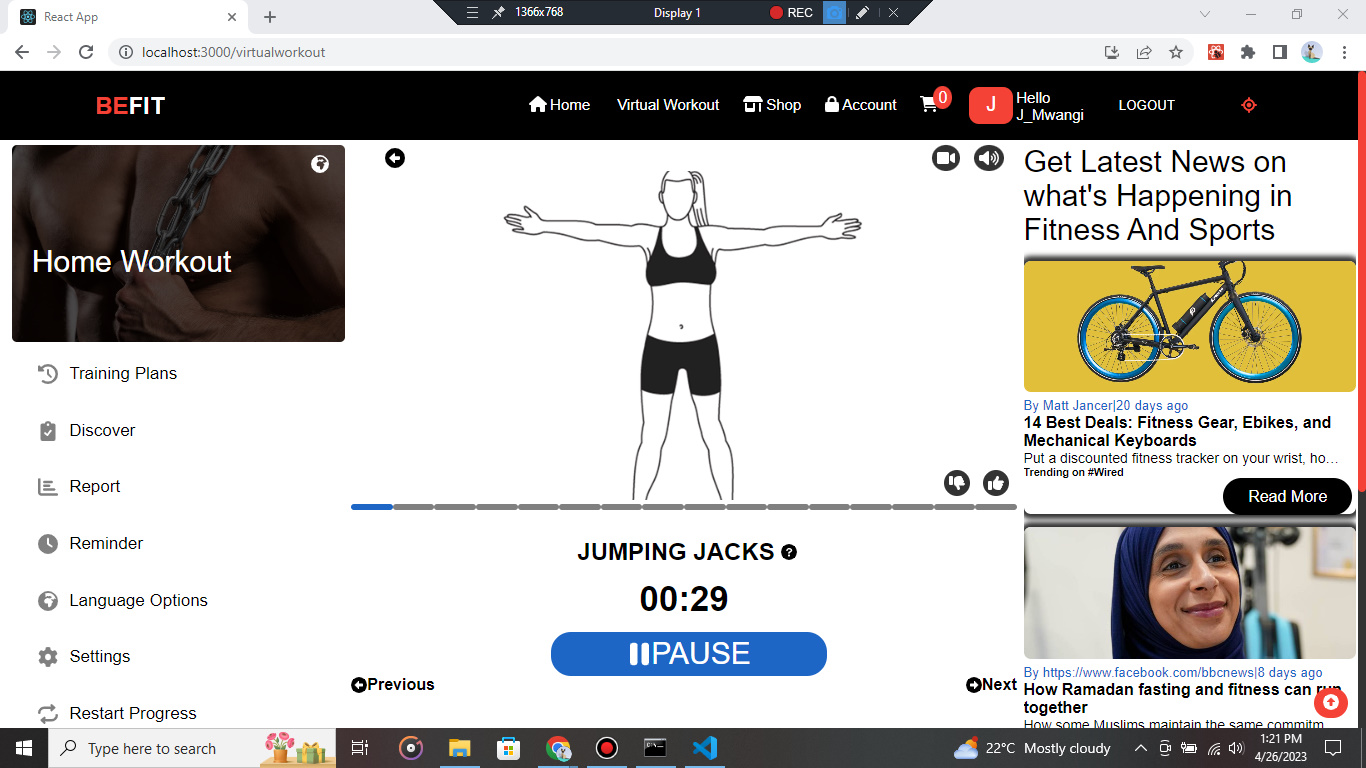 React App
1366x768
Display 1
REC
localhost:3000/virtualworkout
BEFIT
Home
Virtual Workout
Shop
Account
0
J
Hello
J_Mwangi
LOGOUT
Home Workout
Training Plans
Discover
Report
Reminder
Language Options
Settings
Restart Progress
JUMPING JACKS
00:29
PAUSE
Previous
Next
Get Latest News on
what's Happening in
Fitness And Sports
By Matt Jancer|20 days ago
14 Best Deals: Fitness Gear, Ebikes, and
Mechanical Keyboards
Put a discounted fitness tracker on your wrist, ho…
Trending on #Wired
Read More
By https://www.facebook.com/bbcnews|8 days ago
How Ramadan fasting and fitness can run
together
How some Muslims maintain the same commitm
Type here to search
22°C Mostly cloudy
1:21 PM
4/26/2023